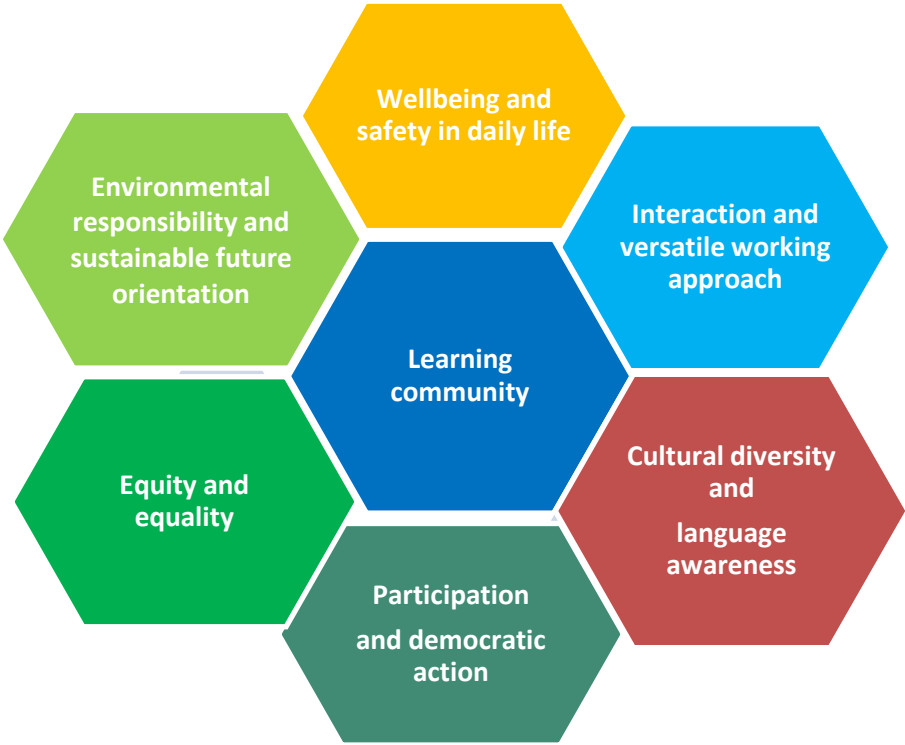 Wellbeing and
safety in daily life
Environmental
responsibility and
sustainable future
orientation
Interaction and
versatile working
approach
Learning
community
Equity and
equality
Cultural diversity
and
language
awareness
Participation
and democratic
action